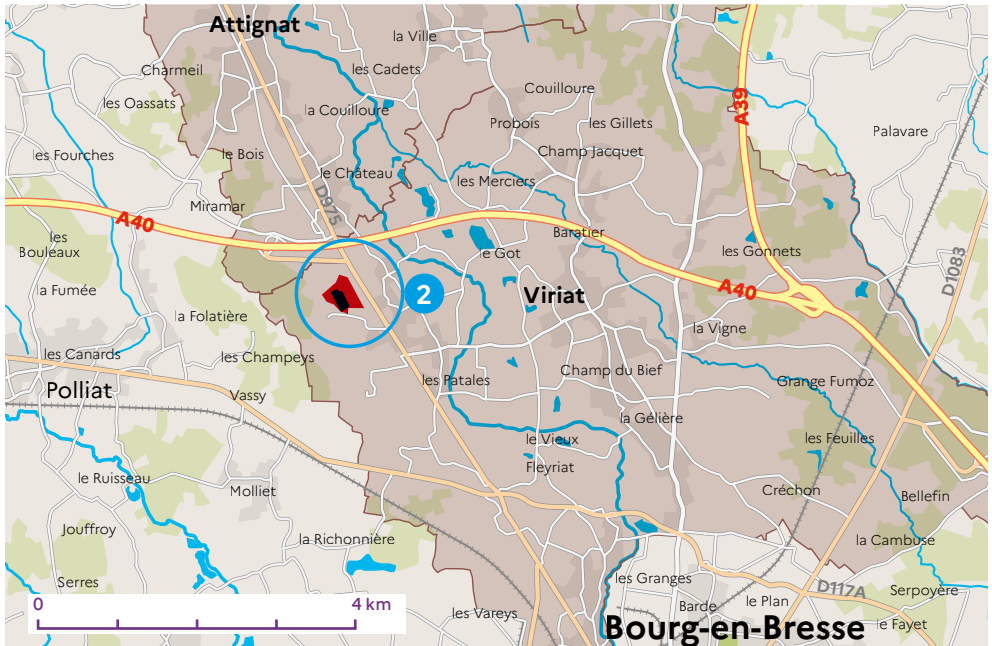 Attignat
la Ville
Charmeil
les Cadets
A39
les Oassats
la Couilloure
Couilloure
Probois
les Gillets
Palavare
les Fourches
le Bois
Champ Jacquet
le Château
les Merciers
D975
Miramar
A40
les
Bouleaux
Baratier
le Got
les Gonnets
D1083
a Fumée
2
Viriat
A40
la Folatière
la Vigne
les Canards
les Champeys
Polliat
Vassy
les Patales
Champ du Bief
Grange Fumoz
la Gélière
le Vieux
Fleyriat
les Feuilles
le Ruisseau
Molliet
Créchon
Bellefin
Jouffroy
la Richonnière
la Cambuse
Serres
les Granges
D117A
Serpoyère
0
4 km
les Vareys
Barde
le Plan
Bourg-en-Bresse
le Fayet